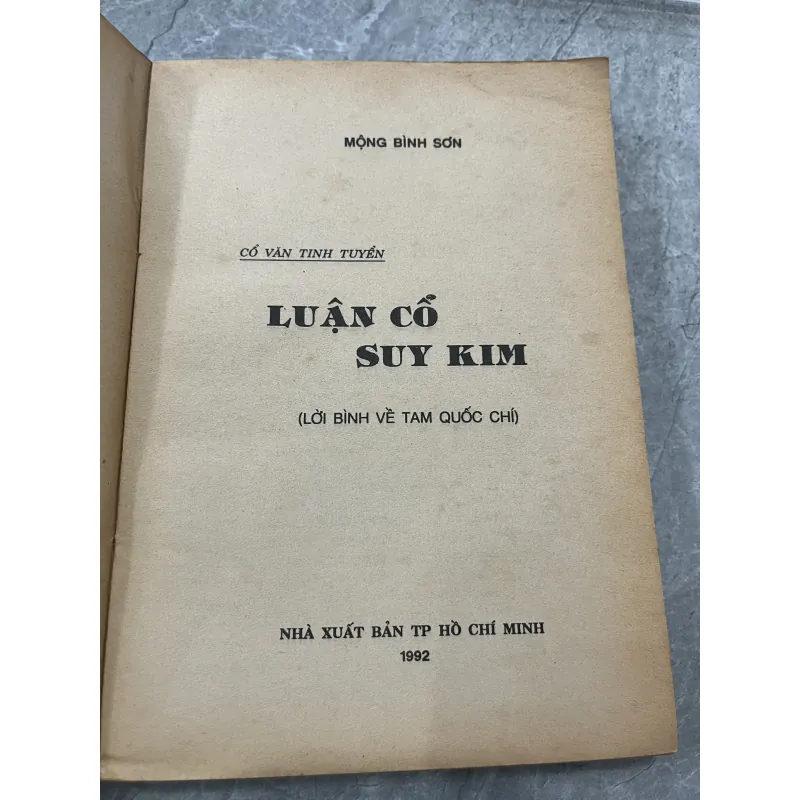 MỘNG BÌNH SƠN
CỔ VĂN TINH TUYỂN
LUẬN CỔ
SUY KIM
(LỜI BÌNH VỀ TAM QUỐC CHÍ)
NHÀ XUẤT BẢN TP HỒ CHÍ MINH
1992